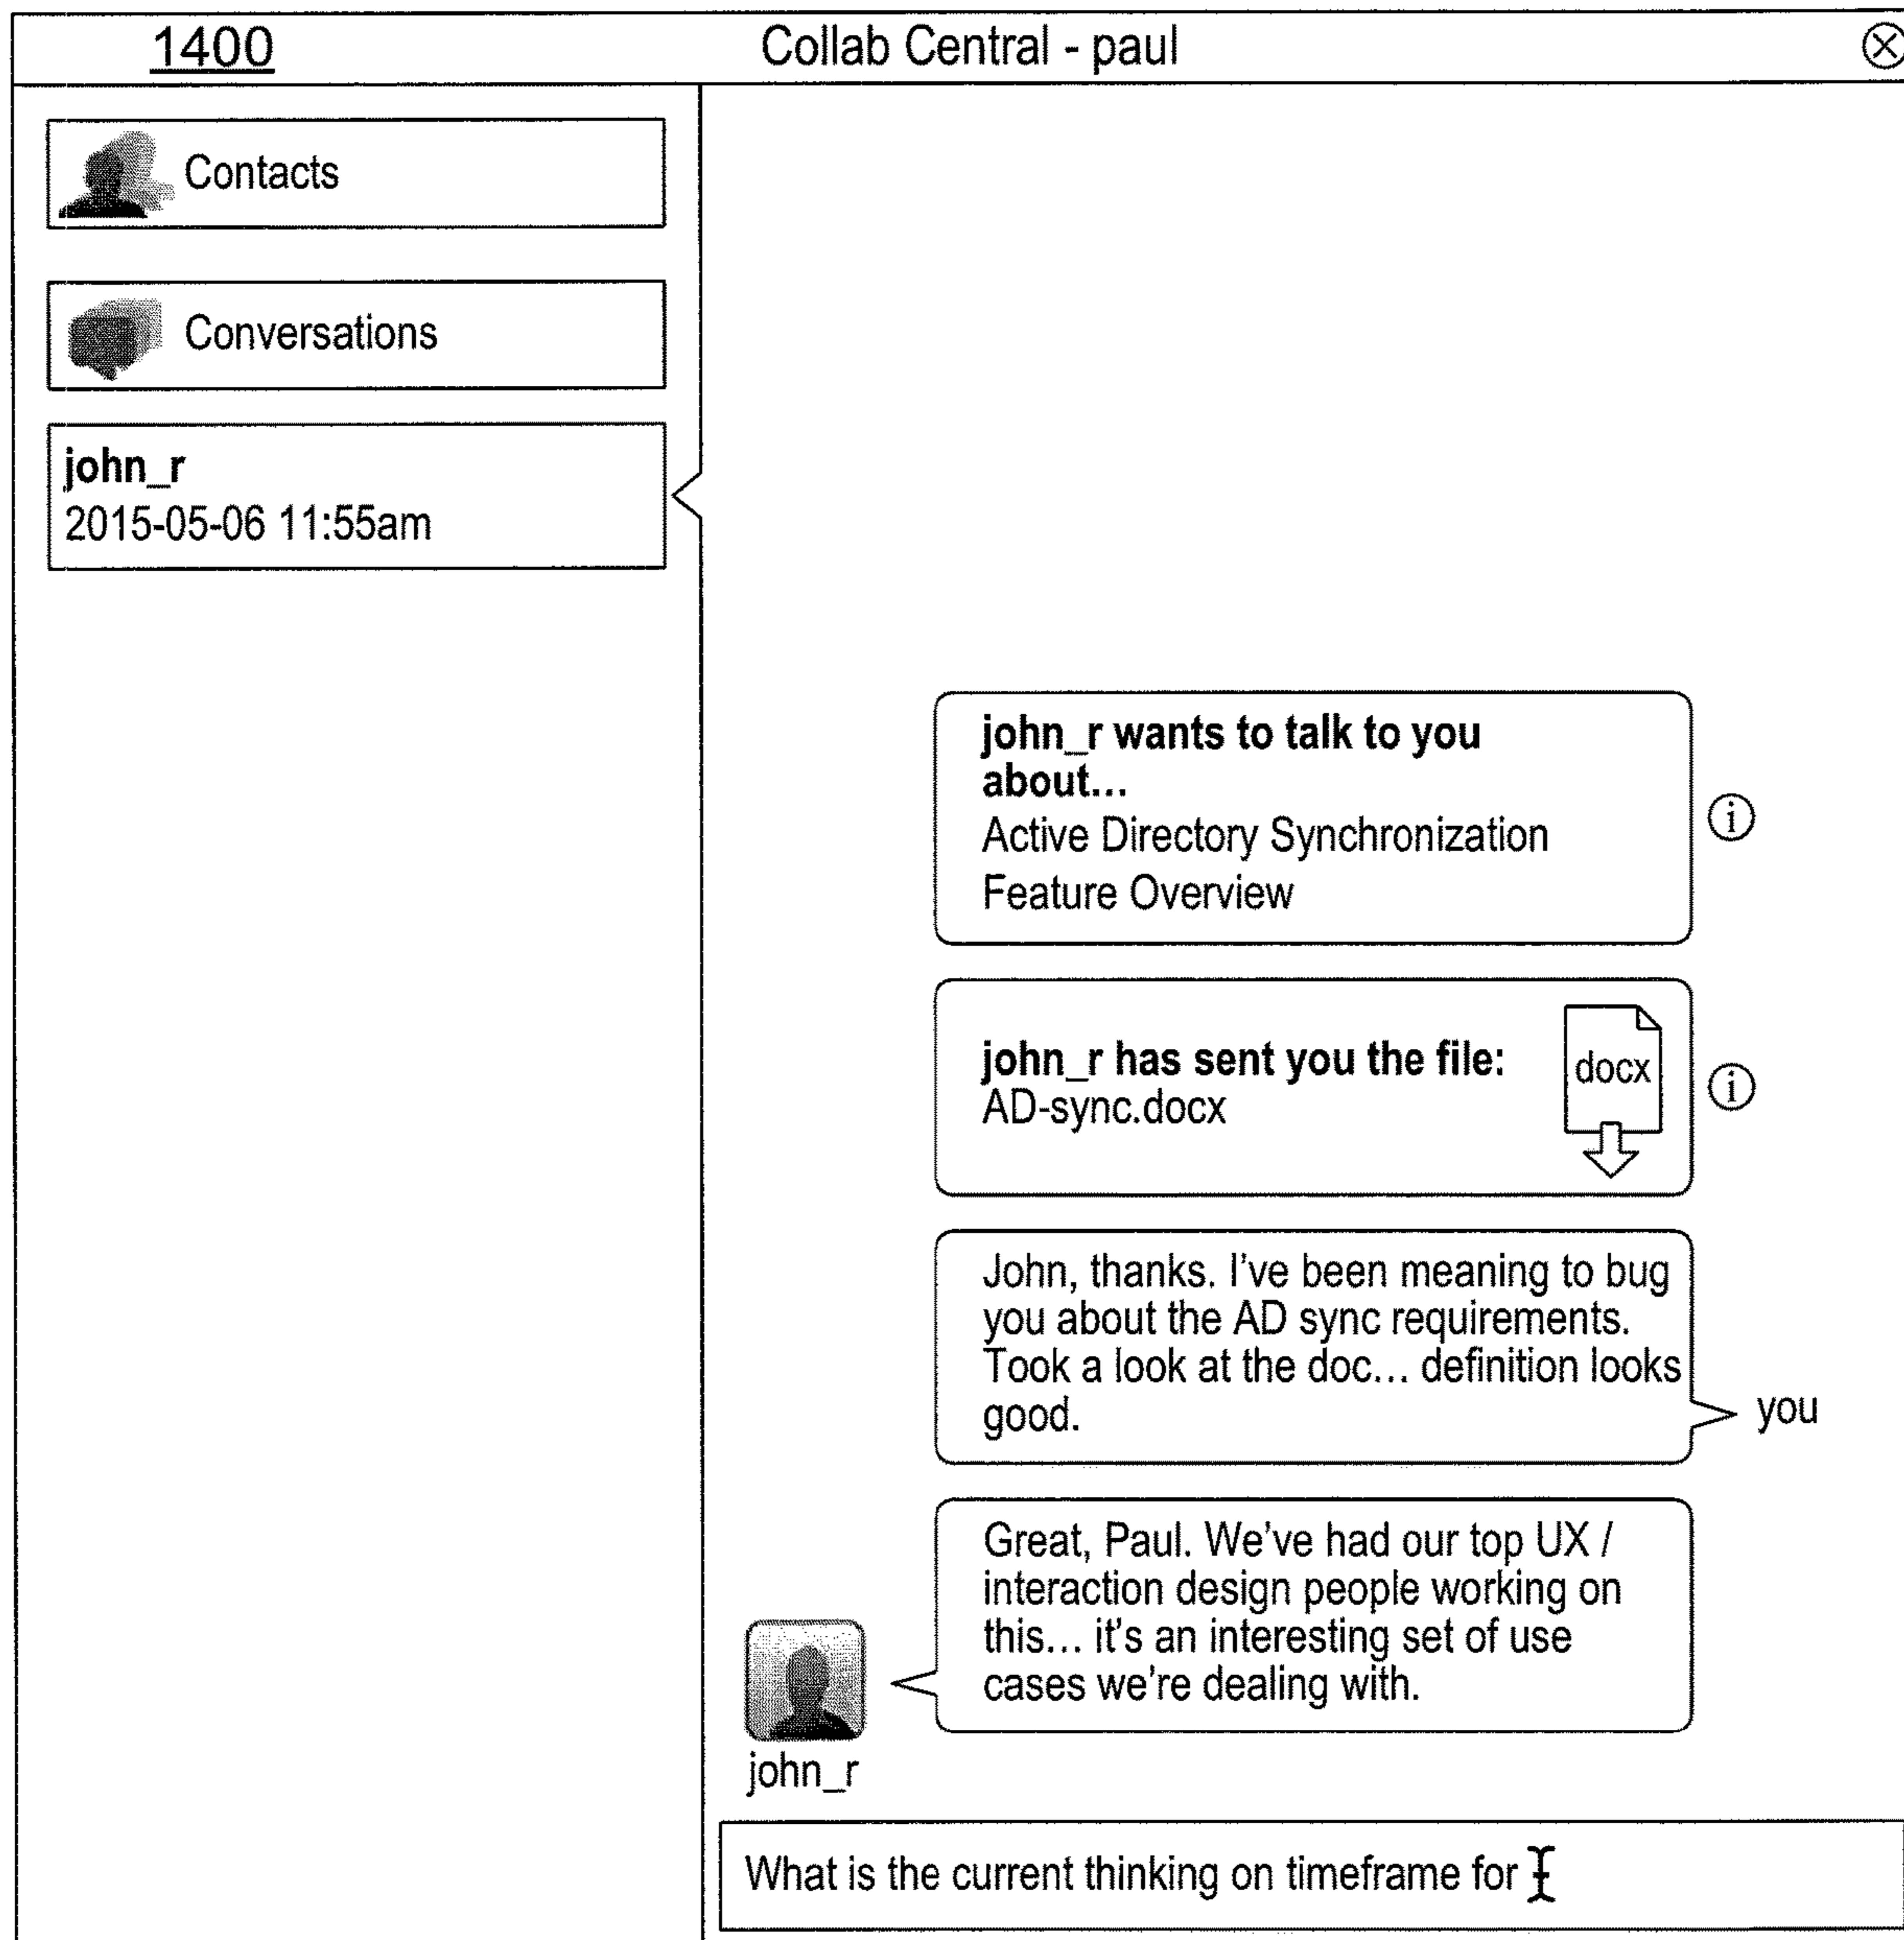 1400
Collab Central - paul
Contacts
Conversations
john_r
2015-05-06 11:55am
john_r wants to talk to you
about...
Active Directory Synchronization
Feature Overview
i
john_r has sent you the file:
AD-sync.docx
docx
i
John, thanks. I've been meaning to bug
you about the AD sync requirements.
Took a look at the doc... definition looks
good.
you
Great, Paul. We've had our top UX /
interaction design people working on
this... it's an interesting set of use
cases we're dealing with.
john_r
What is the current thinking on timeframe for